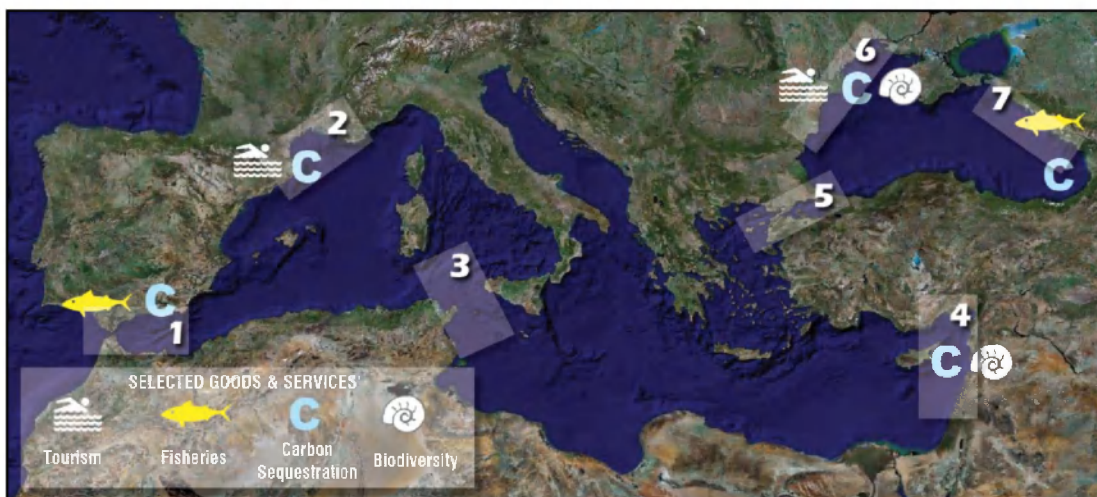 6
C
7
2
C
C
5
3
C
4
1
C
SELECTED GOODS & SERVICES
C
Tourism
Fisheries
Carbon
Sequestration
Biodiversity